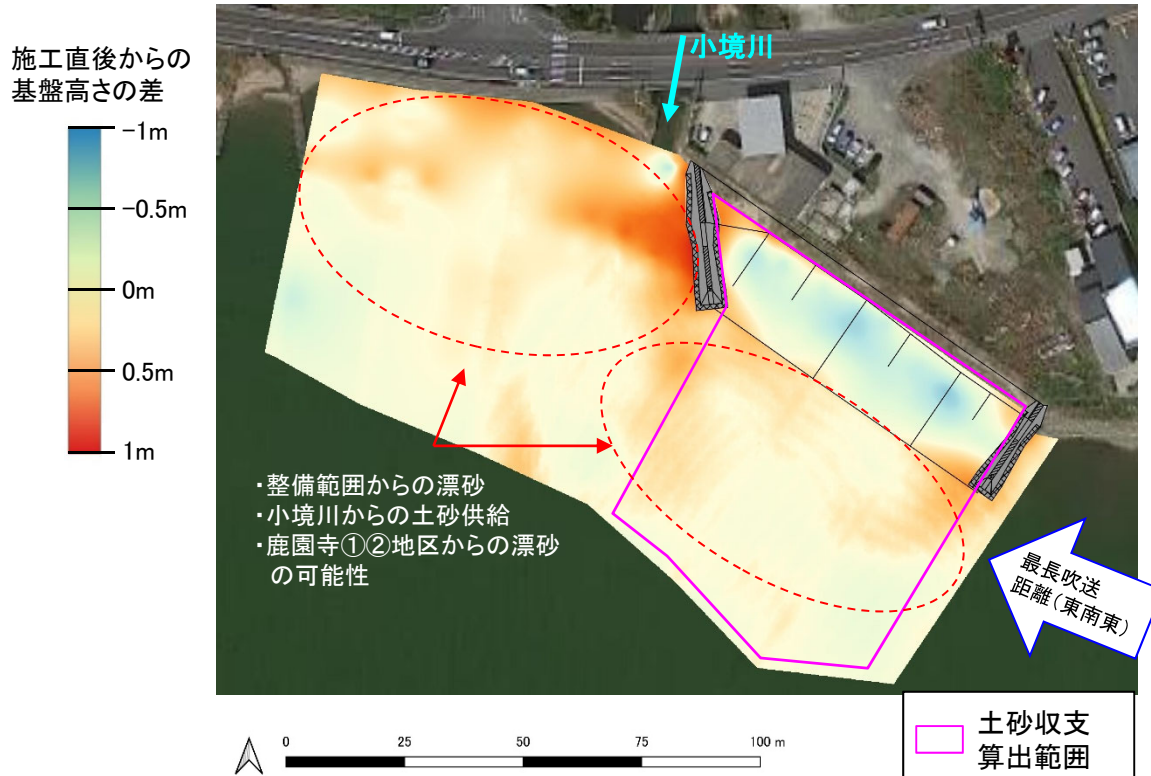 施工直後からの
基盤高さの差
-1m
-0.5m
0m
0.5m
1m
小境川
・整備範囲からの漂砂
・小境川からの土砂供給
・鹿園寺①②地区からの漂砂
の可能性
最長吹送
距離(東南東)
0 25 50 75 100 m
土砂収支
算出範囲